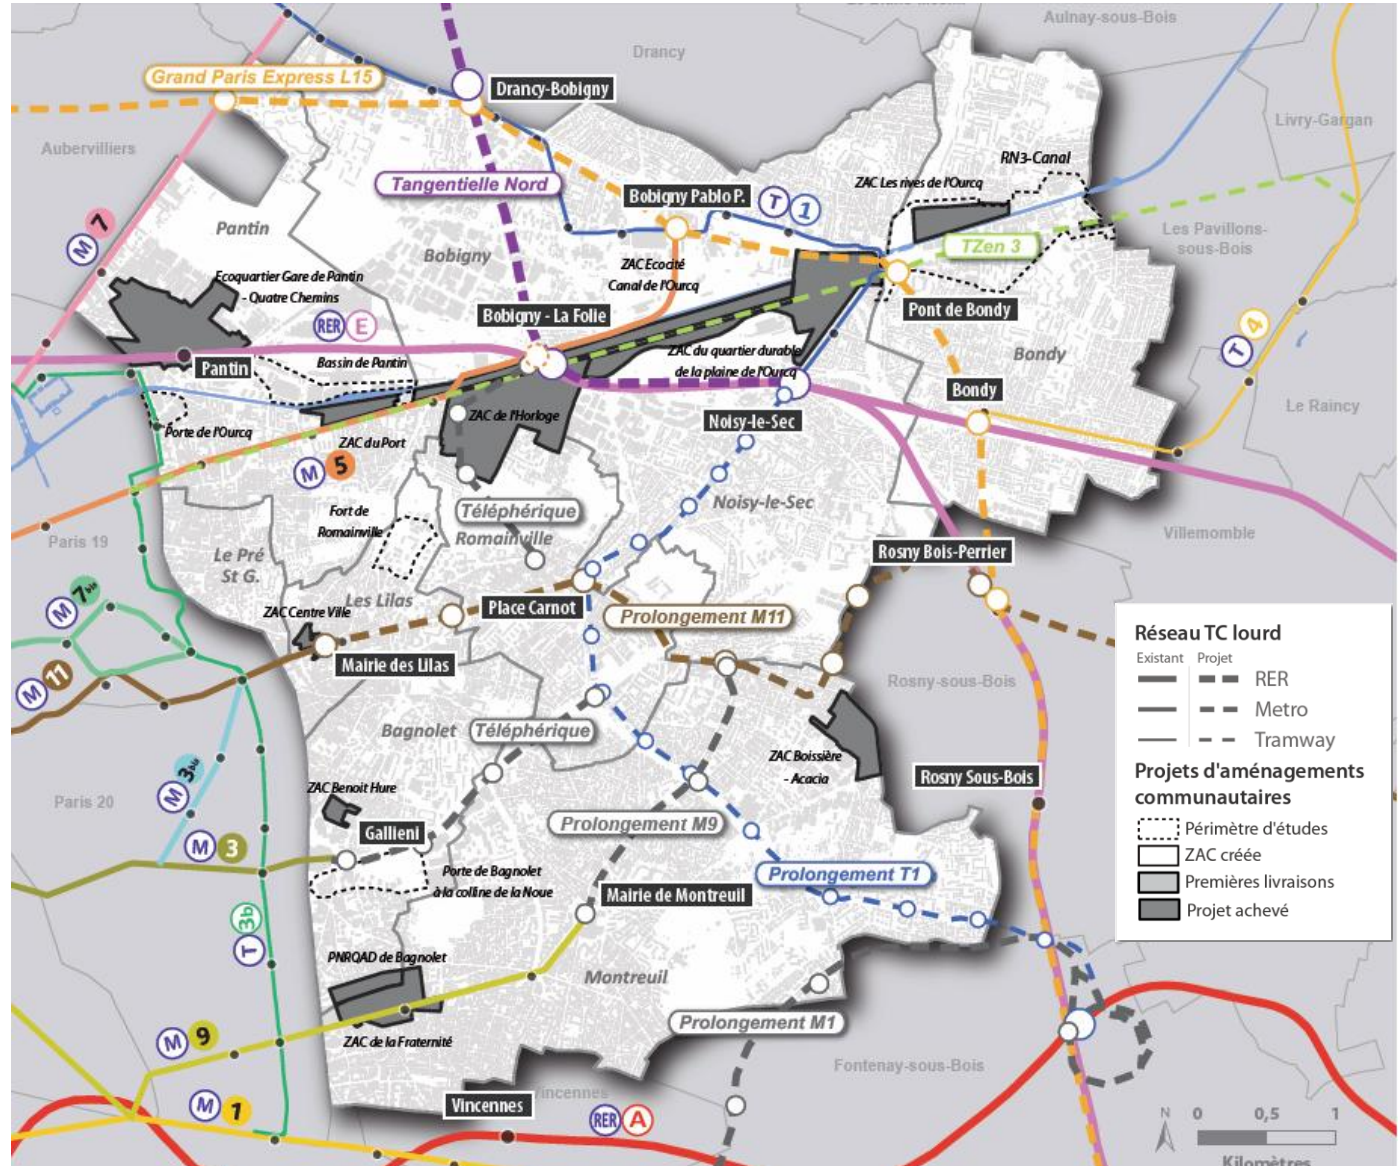 Aulnay-sous-Bois
Drancy
Grand Paris Express L15
Drancy-Bobigny
Livry-Gargan
Aubervilliers
RN3-Canal
Tangentielle Nord
ZAC Les rives de l'Ourcq
Bobigny Pablo P.
T 1
M 7
Pantin
Bobigny
TZen 3
Les Pavillons-
sous-Bois
ZAC Ecocité
Canal de l'Ourcq
Ecoquartier Gare de Pantin
- Quatre Chemins
Bobigny - La Folie
Pont de Bondy
RER E
T 4
Bassin de Pantin
Pantin
ZAC du quartier durable
de la plaine de l'Ourcq
Bondy
Bondy
Le Raincy
ZAC de l'Horloge
Noisy-le-Sec
Porte de l'Ourcq
ZAC du Port
M 5
Noisy-le-Sec
Téléphérique
Fort de
Romainville
Romainville
Villemomble
Paris 19
Le Pré
St G.
Rosny Bois-Perrier
M 7bis
Les Lilas
ZAC Centre Ville
Place Carnot
Prolongement M11
Mairie des Lilas
M 11
Rosny-sous-Bois
Bagnolet
Téléphérique
ZAC Boissière
- Acacia
M 3bis
Rosny Sous-Bois
ZAC Benoit Hure
Paris 20
Gallieni
Prolongement M9
M 3
Porte de Bagnolet
à la colline de la Noue
Prolongement T1
Mairie de Montreuil
T 3b
PNRQAD de Bagnolet
Montreuil
Prolongement M1
M 9
ZAC de la Fraternité
Fontenay-sous-Bois
Vincennes
Vincennes
M 1
RER A
Réseau TC lourd
Existant Projet
RER
Metro
Tramway
Projets d'aménagements
communautaires
Périmètre d'études
ZAC créée
Premières livraisons
Projet achevé
N 0 0,5 1
Kilomètres